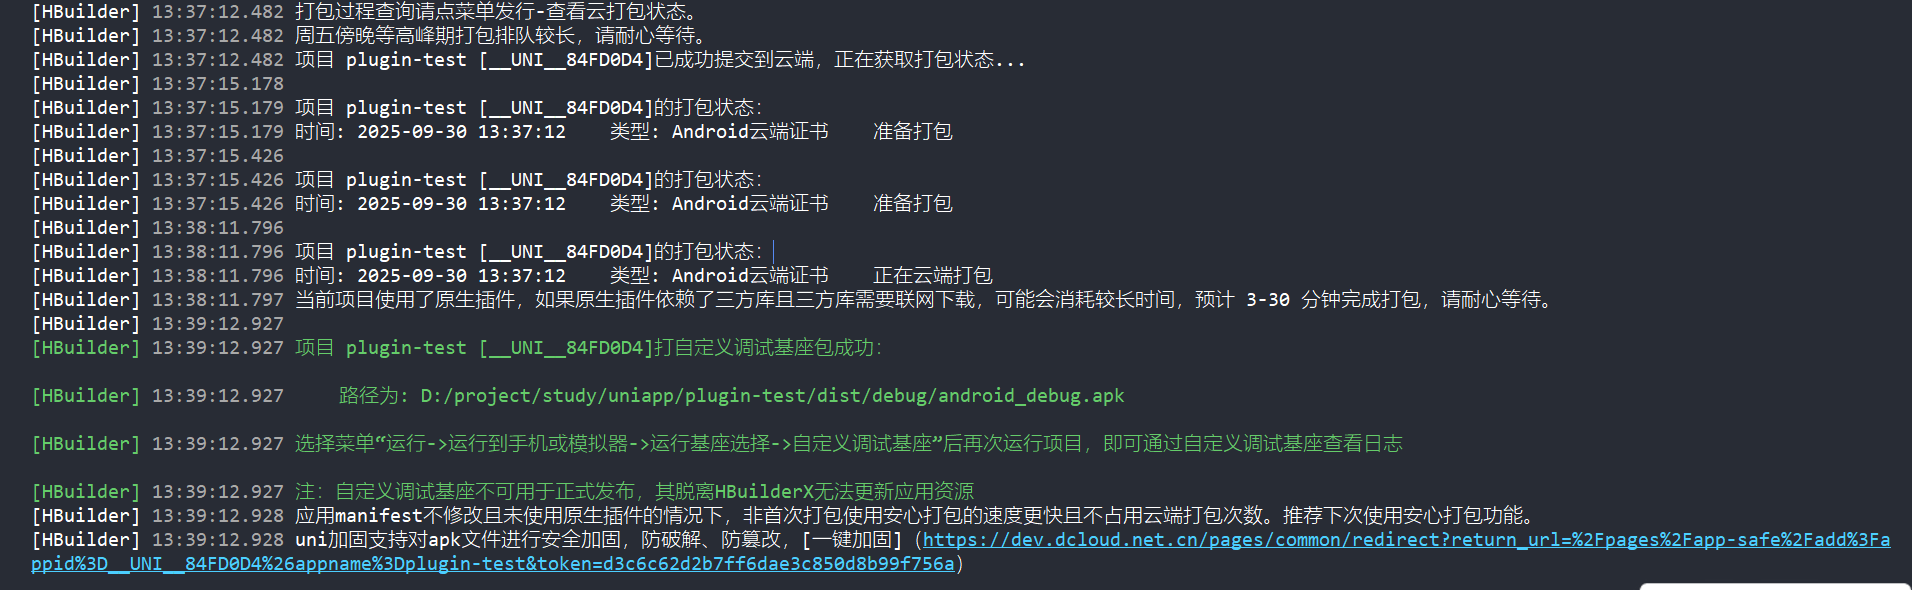 [HBuilder] 13:37:12.482 打包过程查询请点菜单发行-查看云打包状态。
[HBuilder] 13:37:12.482 周五傍晚等高峰期打包排队较长，请耐心等待。
[HBuilder] 13:37:12.482 项目 plugin-test [__UNI__84FD0D4]已成功提交到云端，正在获取打包状态...
[HBuilder] 13:37:15.178
[HBuilder] 13:37:15.179 项目 plugin-test [__UNI__84FD0D4]的打包状态：
[HBuilder] 13:37:15.179 时间: 2025-09-30 13:37:12    类型: Android云端证书    准备打包
[HBuilder] 13:37:15.426
[HBuilder] 13:37:15.426 项目 plugin-test [__UNI__84FD0D4]的打包状态：
[HBuilder] 13:37:15.426 时间: 2025-09-30 13:37:12    类型: Android云端证书    准备打包
[HBuilder] 13:38:11.796
[HBuilder] 13:38:11.796 项目 plugin-test [__UNI__84FD0D4]的打包状态：
[HBuilder] 13:38:11.796 时间: 2025-09-30 13:37:12    类型: Android云端证书    正在云端打包
[HBuilder] 13:38:11.797 当前项目使用了原生插件，如果原生插件依赖了三方库且三方库需要联网下载，可能会消耗较长时间，预计 3-30 分钟完成打包，请耐心等待。
[HBuilder] 13:39:12.927
[HBuilder] 13:39:12.927 项目 plugin-test [__UNI__84FD0D4]打自定义调试基座包成功：
[HBuilder] 13:39:12.927     路径为: D:/project/study/uniapp/plugin-test/dist/debug/android_debug.apk
[HBuilder] 13:39:12.927 选择菜单“运行->运行到手机或模拟器->运行基座选择->自定义调试基座”后再次运行项目，即可通过自定义调试基座查看日志
[HBuilder] 13:39:12.927 注：自定义调试基座不可用于正式发布，其脱离HBuilderX无法更新应用资源
[HBuilder] 13:39:12.928 应用manifest不修改且未使用原生插件的情况下，非首次打包使用安心打包的速度更快且不占用云端打包次数。推荐下次使用安心打包功能。
[HBuilder] 13:39:12.928 uni加固支持对apk文件进行安全加固，防破解、防篡改，[一键加固]（https://dev.dcloud.net.cn/pages/common/redirect?return_url=%2Fpages%2Fapp-safe%2Fadd%3Fa
ppid%3D__UNI__84FD0D4%26appname%3Dplugin-test&token=d3c6c62d2b7ff6dae3c850d8b99f756a）